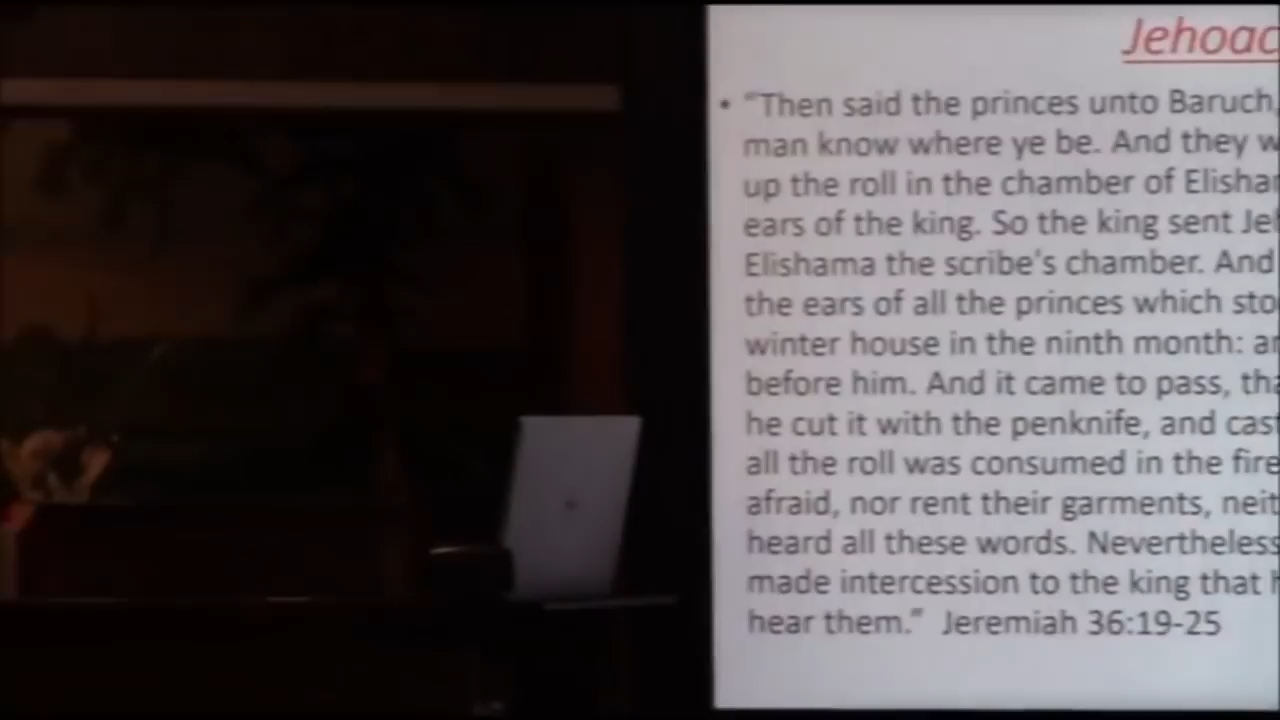 Jehoac
• “Then said the princes unto Baruch,
man know where ye be. And they w
up the roll in the chamber of Elisham
ears of the king. So the king sent Jeh
Elishama the scribe's chamber. And
the ears of all the princes which sto
winter house in the ninth month: an
before him. And it came to pass, tha
he cut it with the penknife, and cast
all the roll was consumed in the fire
afraid, nor rent their garments, neit
heard all these words. Nevertheless
made intercession to the king that h
hear them.” Jeremiah 36:19-25